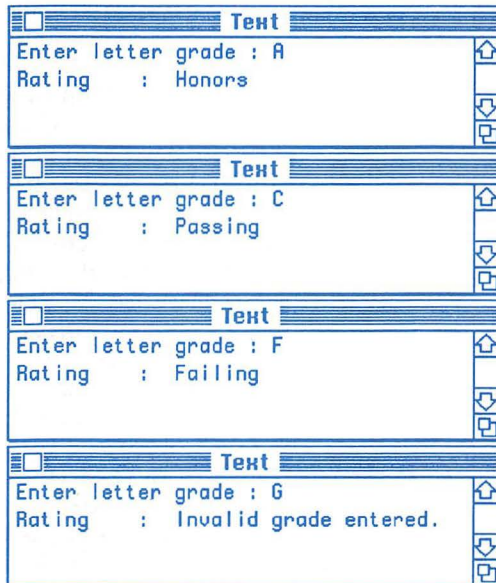 Text
Enter letter grade : A
Rating    :  Honors
Text
Enter letter grade : C
Rating    :  Passing
Text
Enter letter grade : F
Rating    :  Failing
Text
Enter letter grade : G
Rating    :  Invalid grade entered.